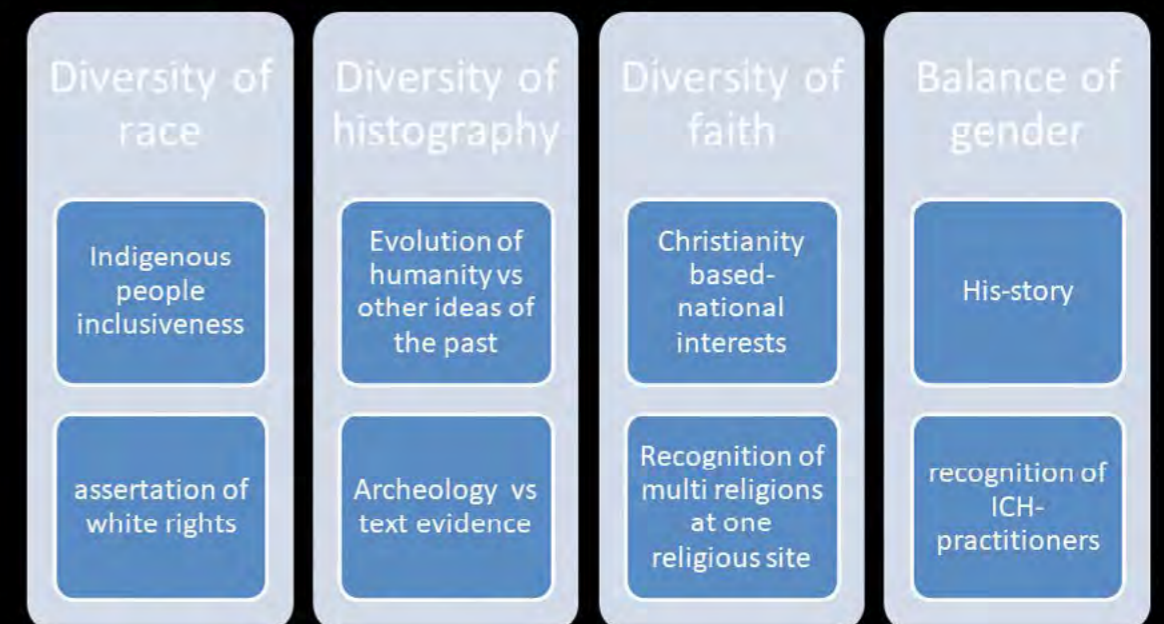 Diversity of
race
Indigenous
people
inclusiveness
assertation of
white rights
Diversity of
histography
Evolution of
humanity vs
other ideas of
the past
Archeology vs
text evidence
Diversity of
faith
Christianity
based-
national
interests
Recognition of
multi religions
at one
religious site
Balance of
gender
His-story
recognition of
ICH-
practitioners